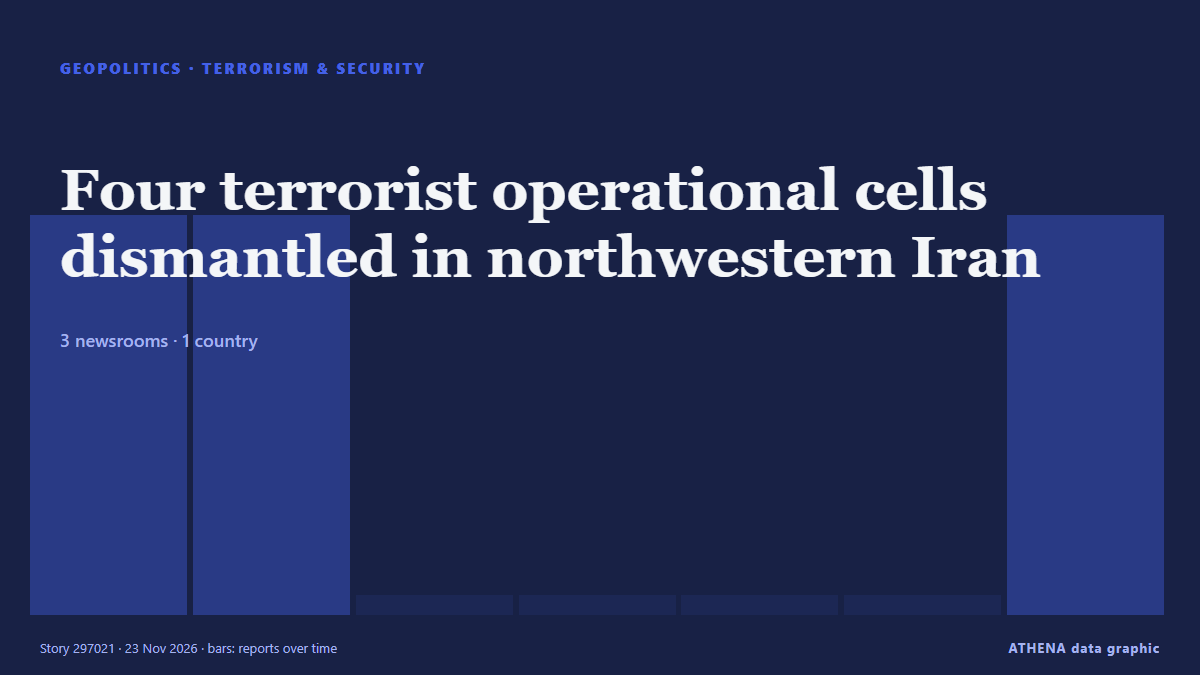 GEOPOLITICS · TERRORISM & SECURITY
Four terrorist operational cells
dismantled in northwestern Iran
3 newsrooms · 1 country
Story 297021 · 23 Nov 2026 · bars: reports over time
ATHENA data graphic